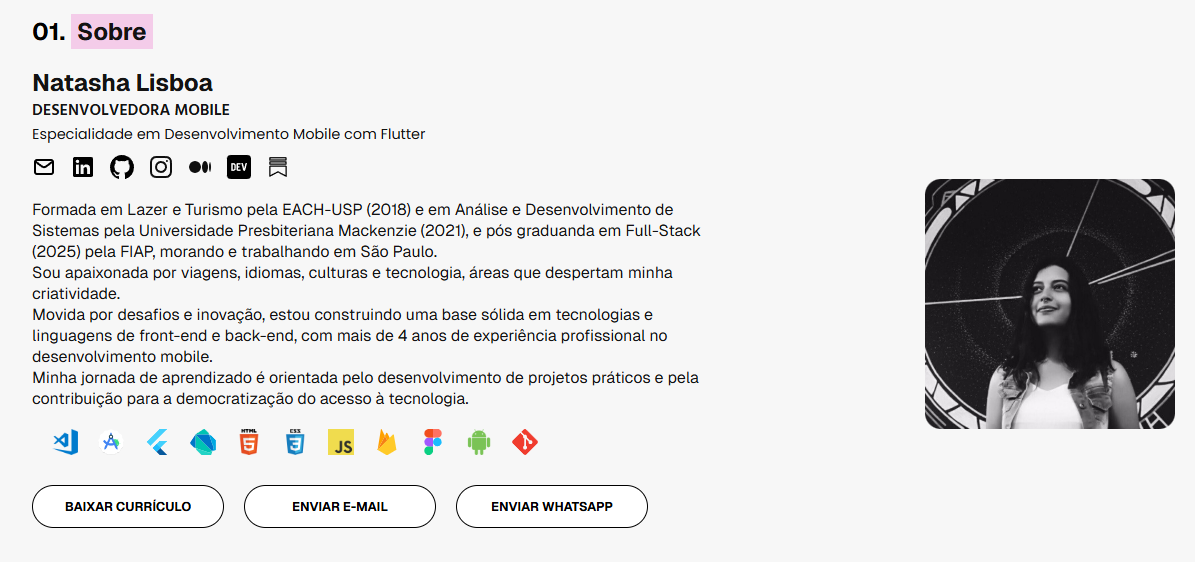 01. Sobre
Natasha Lisboa
DESENVOLVEDORA MOBILE
Especialidade em Desenvolvimento Mobile com Flutter
in
DEV
Formada em Lazer e Turismo pela EACH-USP (2018) e em Análise e Desenvolvimento de
Sistemas pela Universidade Presbiteriana Mackenzie (2021), e pós graduanda em Full-Stack
(2025) pela FIAP, morando e trabalhando em São Paulo.
Sou apaixonada por viagens, idiomas, culturas e tecnologia, áreas que despertam minha
criatividade.
Movida por desafios e inovação, estou construindo uma base sólida em tecnologias e
linguagens de front-end e back-end, com mais de 4 anos de experiência profissional no
desenvolvimento mobile.
Minha jornada de aprendizado é orientada pelo desenvolvimento de projetos práticos e pela
contribuição para a democratização do acesso à tecnologia.
HTML 5 CSS 3 JS
BAIXAR CURRÍCULO ENVIAR E-MAIL ENVIAR WHATSAPP